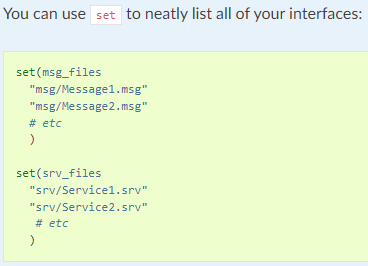 You can use set to neatly list all of your interfaces:
set(msg_files
"msg/Message1.msg"
"msg/Message2.msg"
# etc
)
set(srv_files
"srv/Service1.srv"
"srv/Service2.srv"
# etc
)